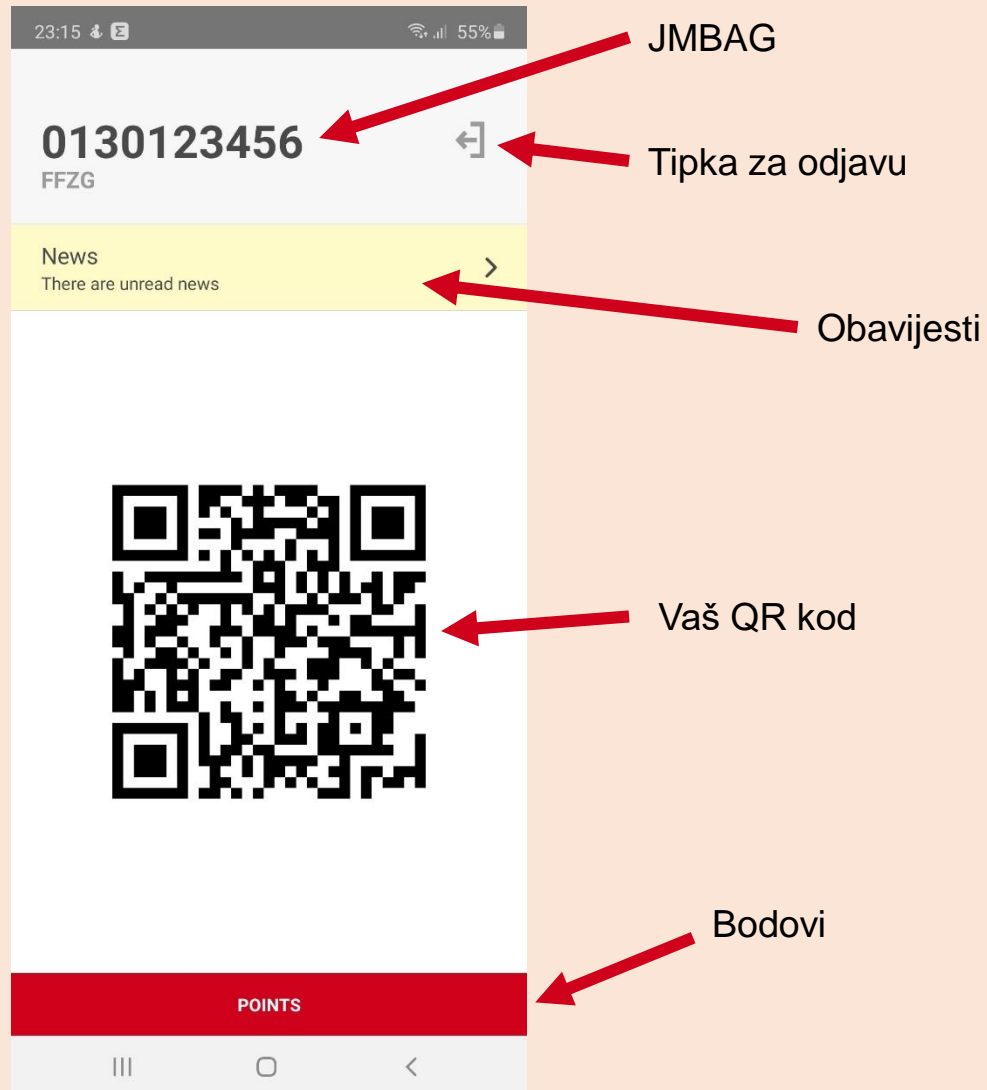 23:15 55%
JMBAG
0130123456
FFZG
Tipka za odjavu
News
There are unread news
Obavijesti
Vaš QR kod
Bodovi
POINTS